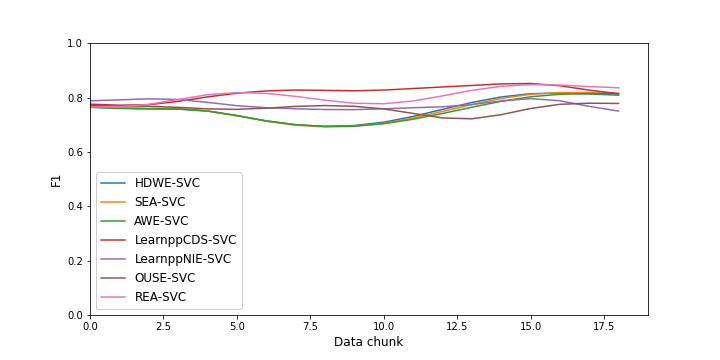 1.0
0.8
0.6
0.4
0.2
0.0
F1
HDWE-SVC
SEA-SVC
AWE-SVC
LearnppCDS-SVC
LearnppNIE-SVC
OUSE-SVC
REA-SVC
0.0 2.5 5.0 7.5 10.0 12.5 15.0 17.5
Data chunk